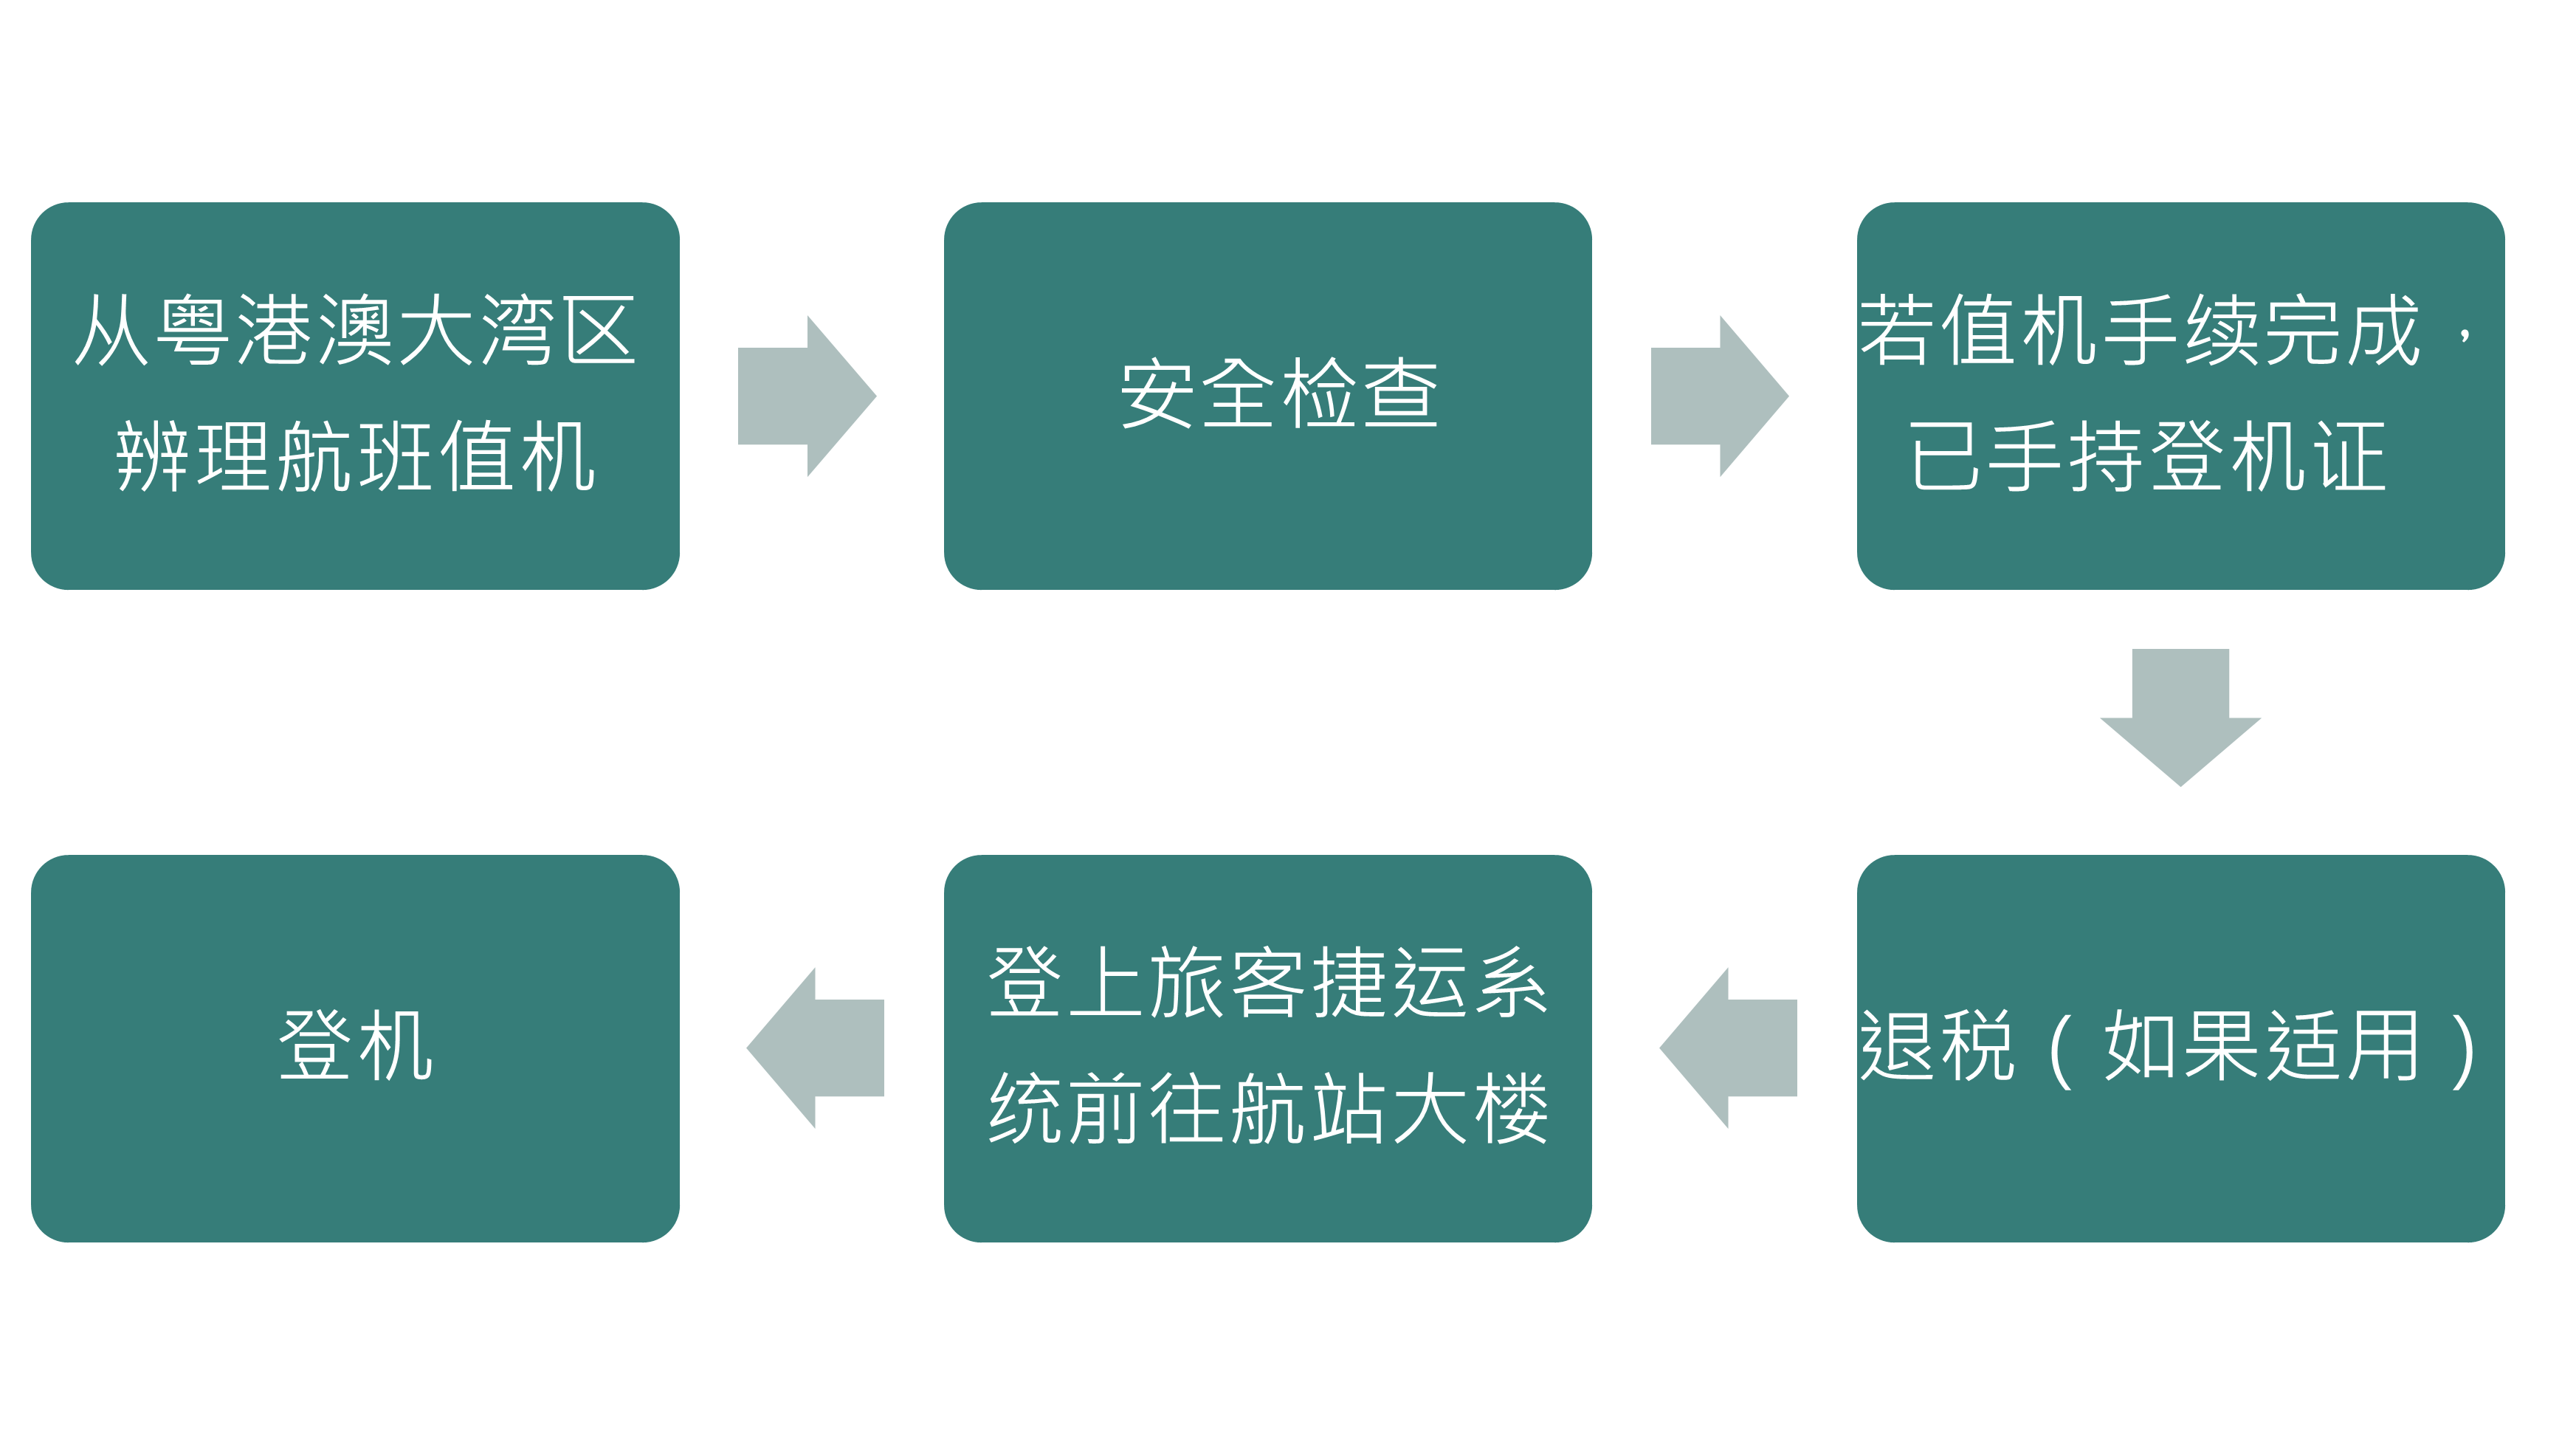 从粤港澳大湾区
辨理航班值机
安全检查
若值机手续完成，
已手持登机证
退税（如果适用）
登上旅客捷运系
统前往航站大楼
登机